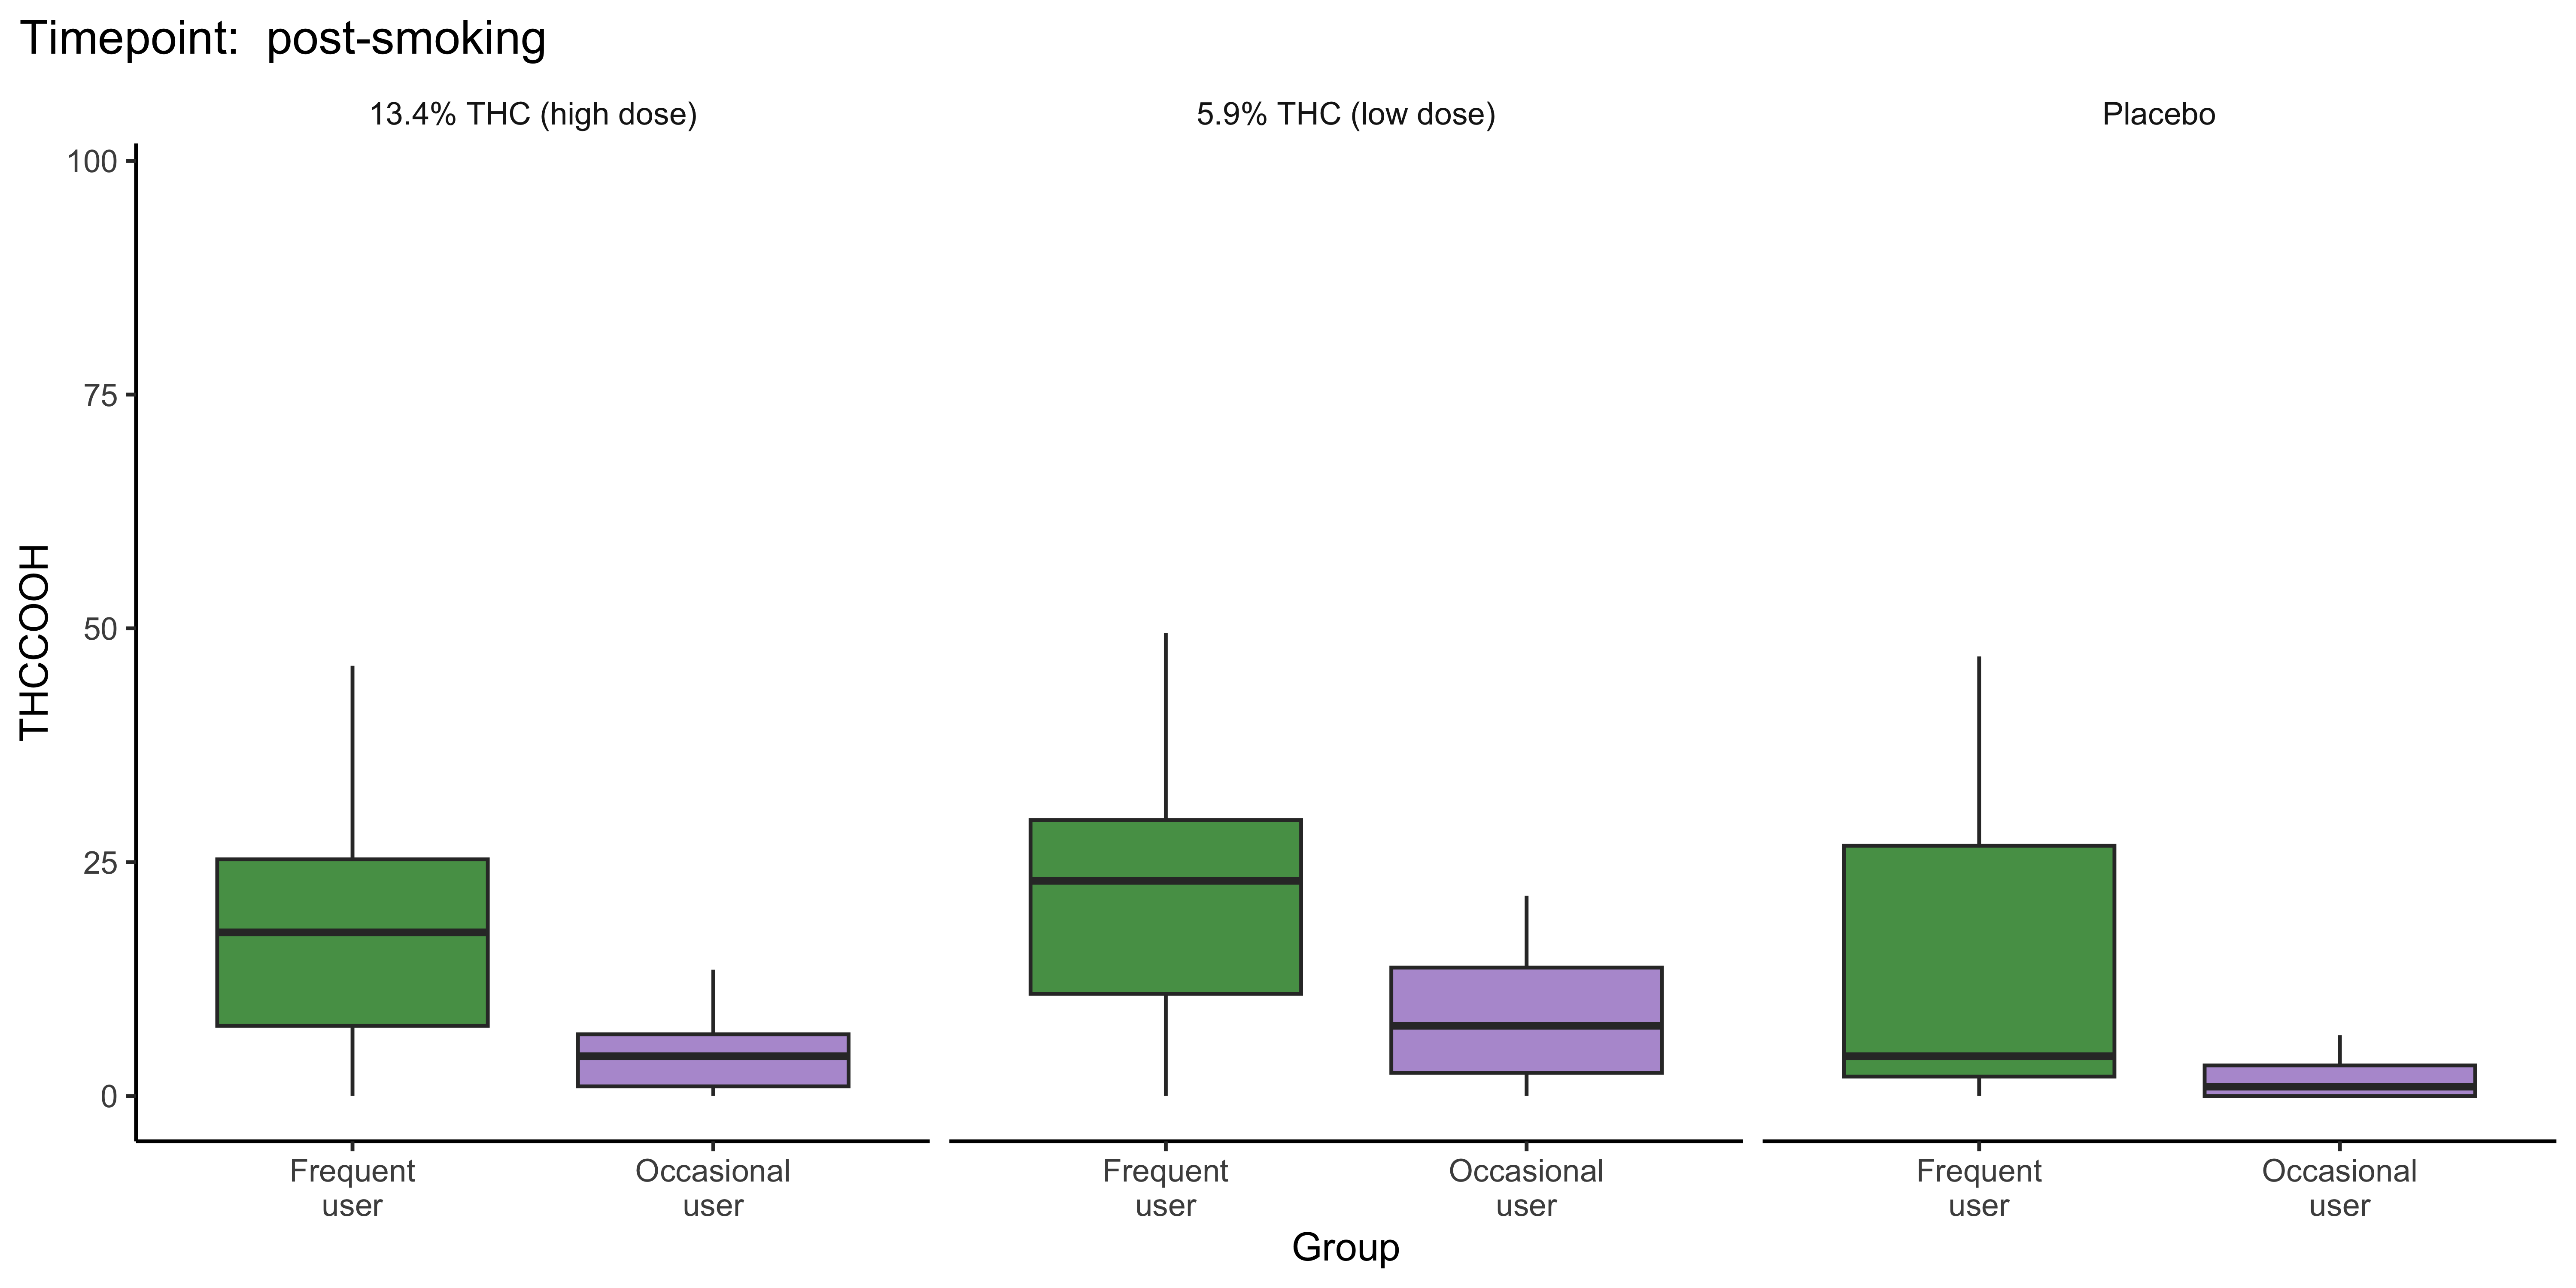 Timepoint:  post-smoking
13.4% THC (high dose)
5.9% THC (low dose)
Placebo
100
75
50
25
0
THCCOOH
Frequent
user
Occasional
user
Frequent
user
Occasional
user
Frequent
user
Occasional
user
Group